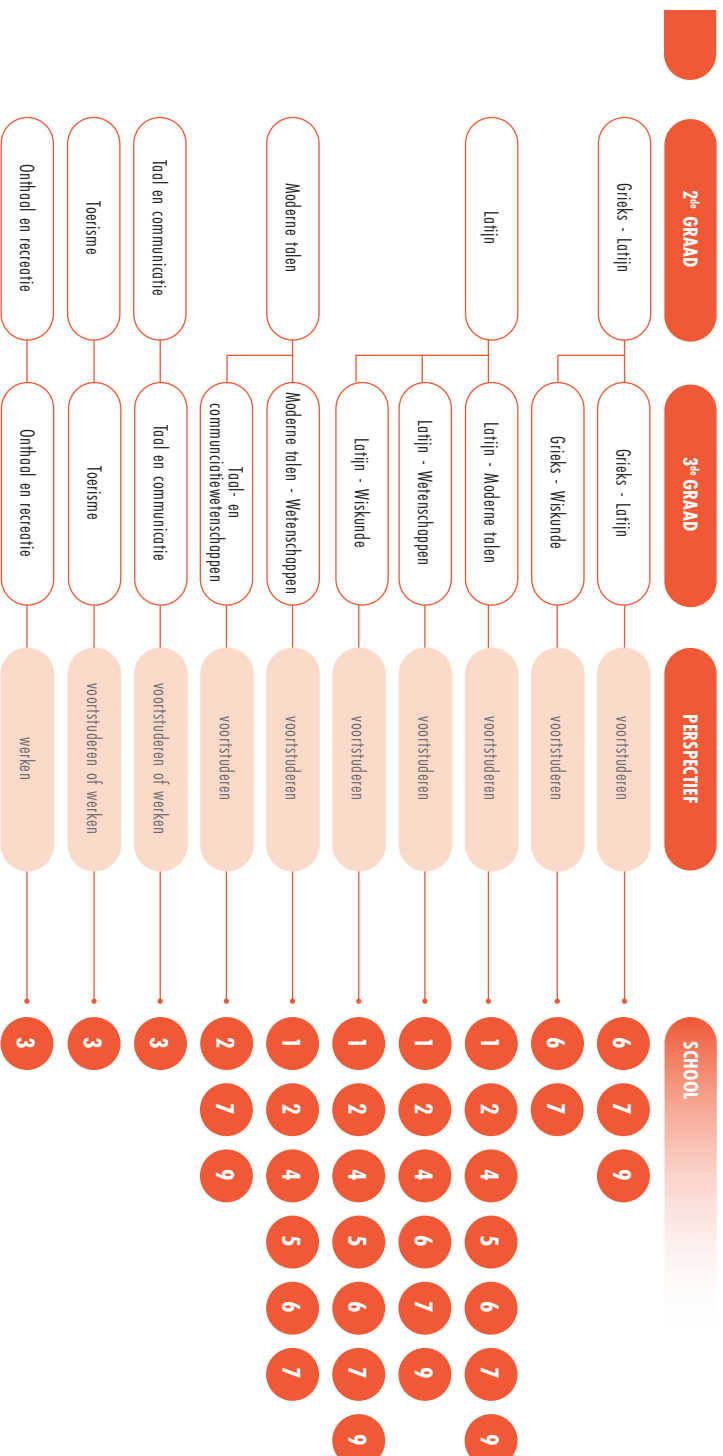 2de GRAAD 3de GRAAD PERSPECTIEF SCHOOL
Grieks - Latijn Grieks - Latijn voortstuderen 6 7 9
Grieks - Wiskunde voortstuderen 6 7
Latijn Latijn - Moderne talen voortstuderen 1 2 4 5 6 7 9
Latijn - Wetenschappen voortstuderen 1 2 4 6 7 9
Latijn - Wiskunde voortstuderen 1 2 4 5 6 7 9
Moderne talen Moderne talen - Wetenschappen voortstuderen 1 2 4 5 6 7
Taal- en
communciatiewetenschappen voortstuderen 2 7 9
Taal en communicatie Taal en communicatie voortstuderen of werken 3
Toerisme Toerisme voortstuderen of werken 3
Onthaal en recreatie Onthaal en recreatie werken 3